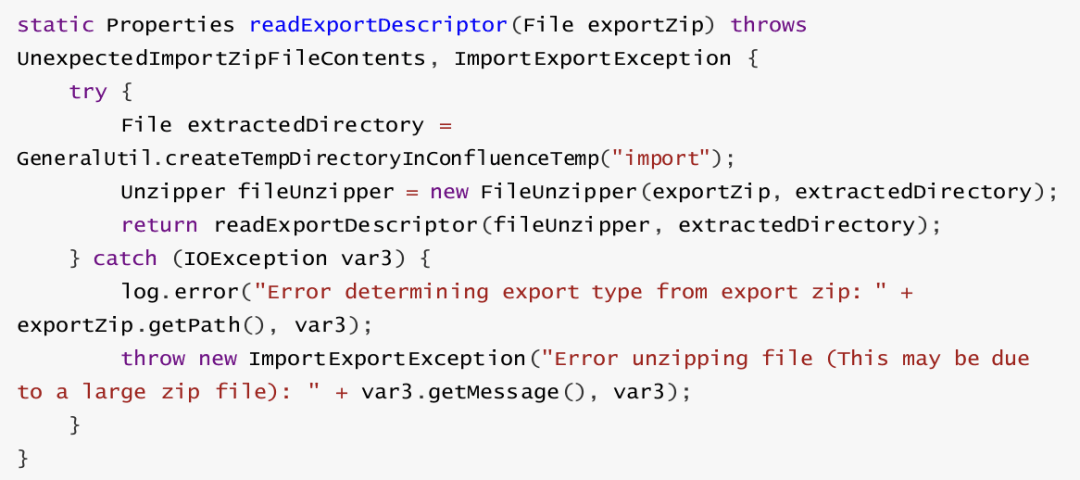 static Properties readExportDescriptor(File exportZip) throws
UnexpectedImportZipFileContents, ImportExportException {
    try {
        File extractedDirectory =
GeneralUtil.createTempDirectoryInConfluenceTemp("import");
        Unzipper fileUnzipper = new FileUnzipper(exportZip, extractedDirectory);
        return readExportDescriptor(fileUnzipper, extractedDirectory);
    } catch (IOException var3) {
        log.error("Error determining export type from export zip: " +
exportZip.getPath(), var3);
        throw new ImportExportException("Error unzipping file (This may be due
to a large zip file): " + var3.getMessage(), var3);
    }
}